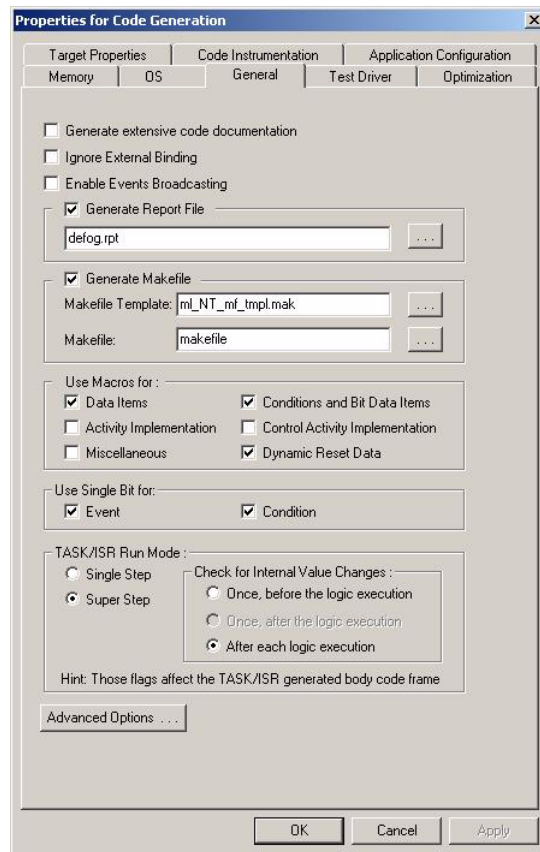 Properties for Code Generation
Target Properties Code Instrumentation Application Configuration
Memory OS General Test Driver Optimization
Generate extensive code documentation
Ignore External Binding
Enable Events Broadcasting
Generate Report File
defog.rpt ...
Generate Makefile
Makefile Template: ml_NT_mf_tmpl.mak ...
Makefile: makefile ...
Use Macros for :
Data Items Conditions and Bit Data Items
Activity Implementation Control Activity Implementation
Miscellaneous Dynamic Reset Data
Use Single Bit for:
Event Condition
TASK/ISR Run Mode :
Single Step Check for Internal Value Changes :
Once, before the logic execution
Super Step
Once, after the logic execution
After each logic execution
Hint: Those flags affect the TASK/ISR generated body code frame
Advanced Options . . .
OK Cancel Apply